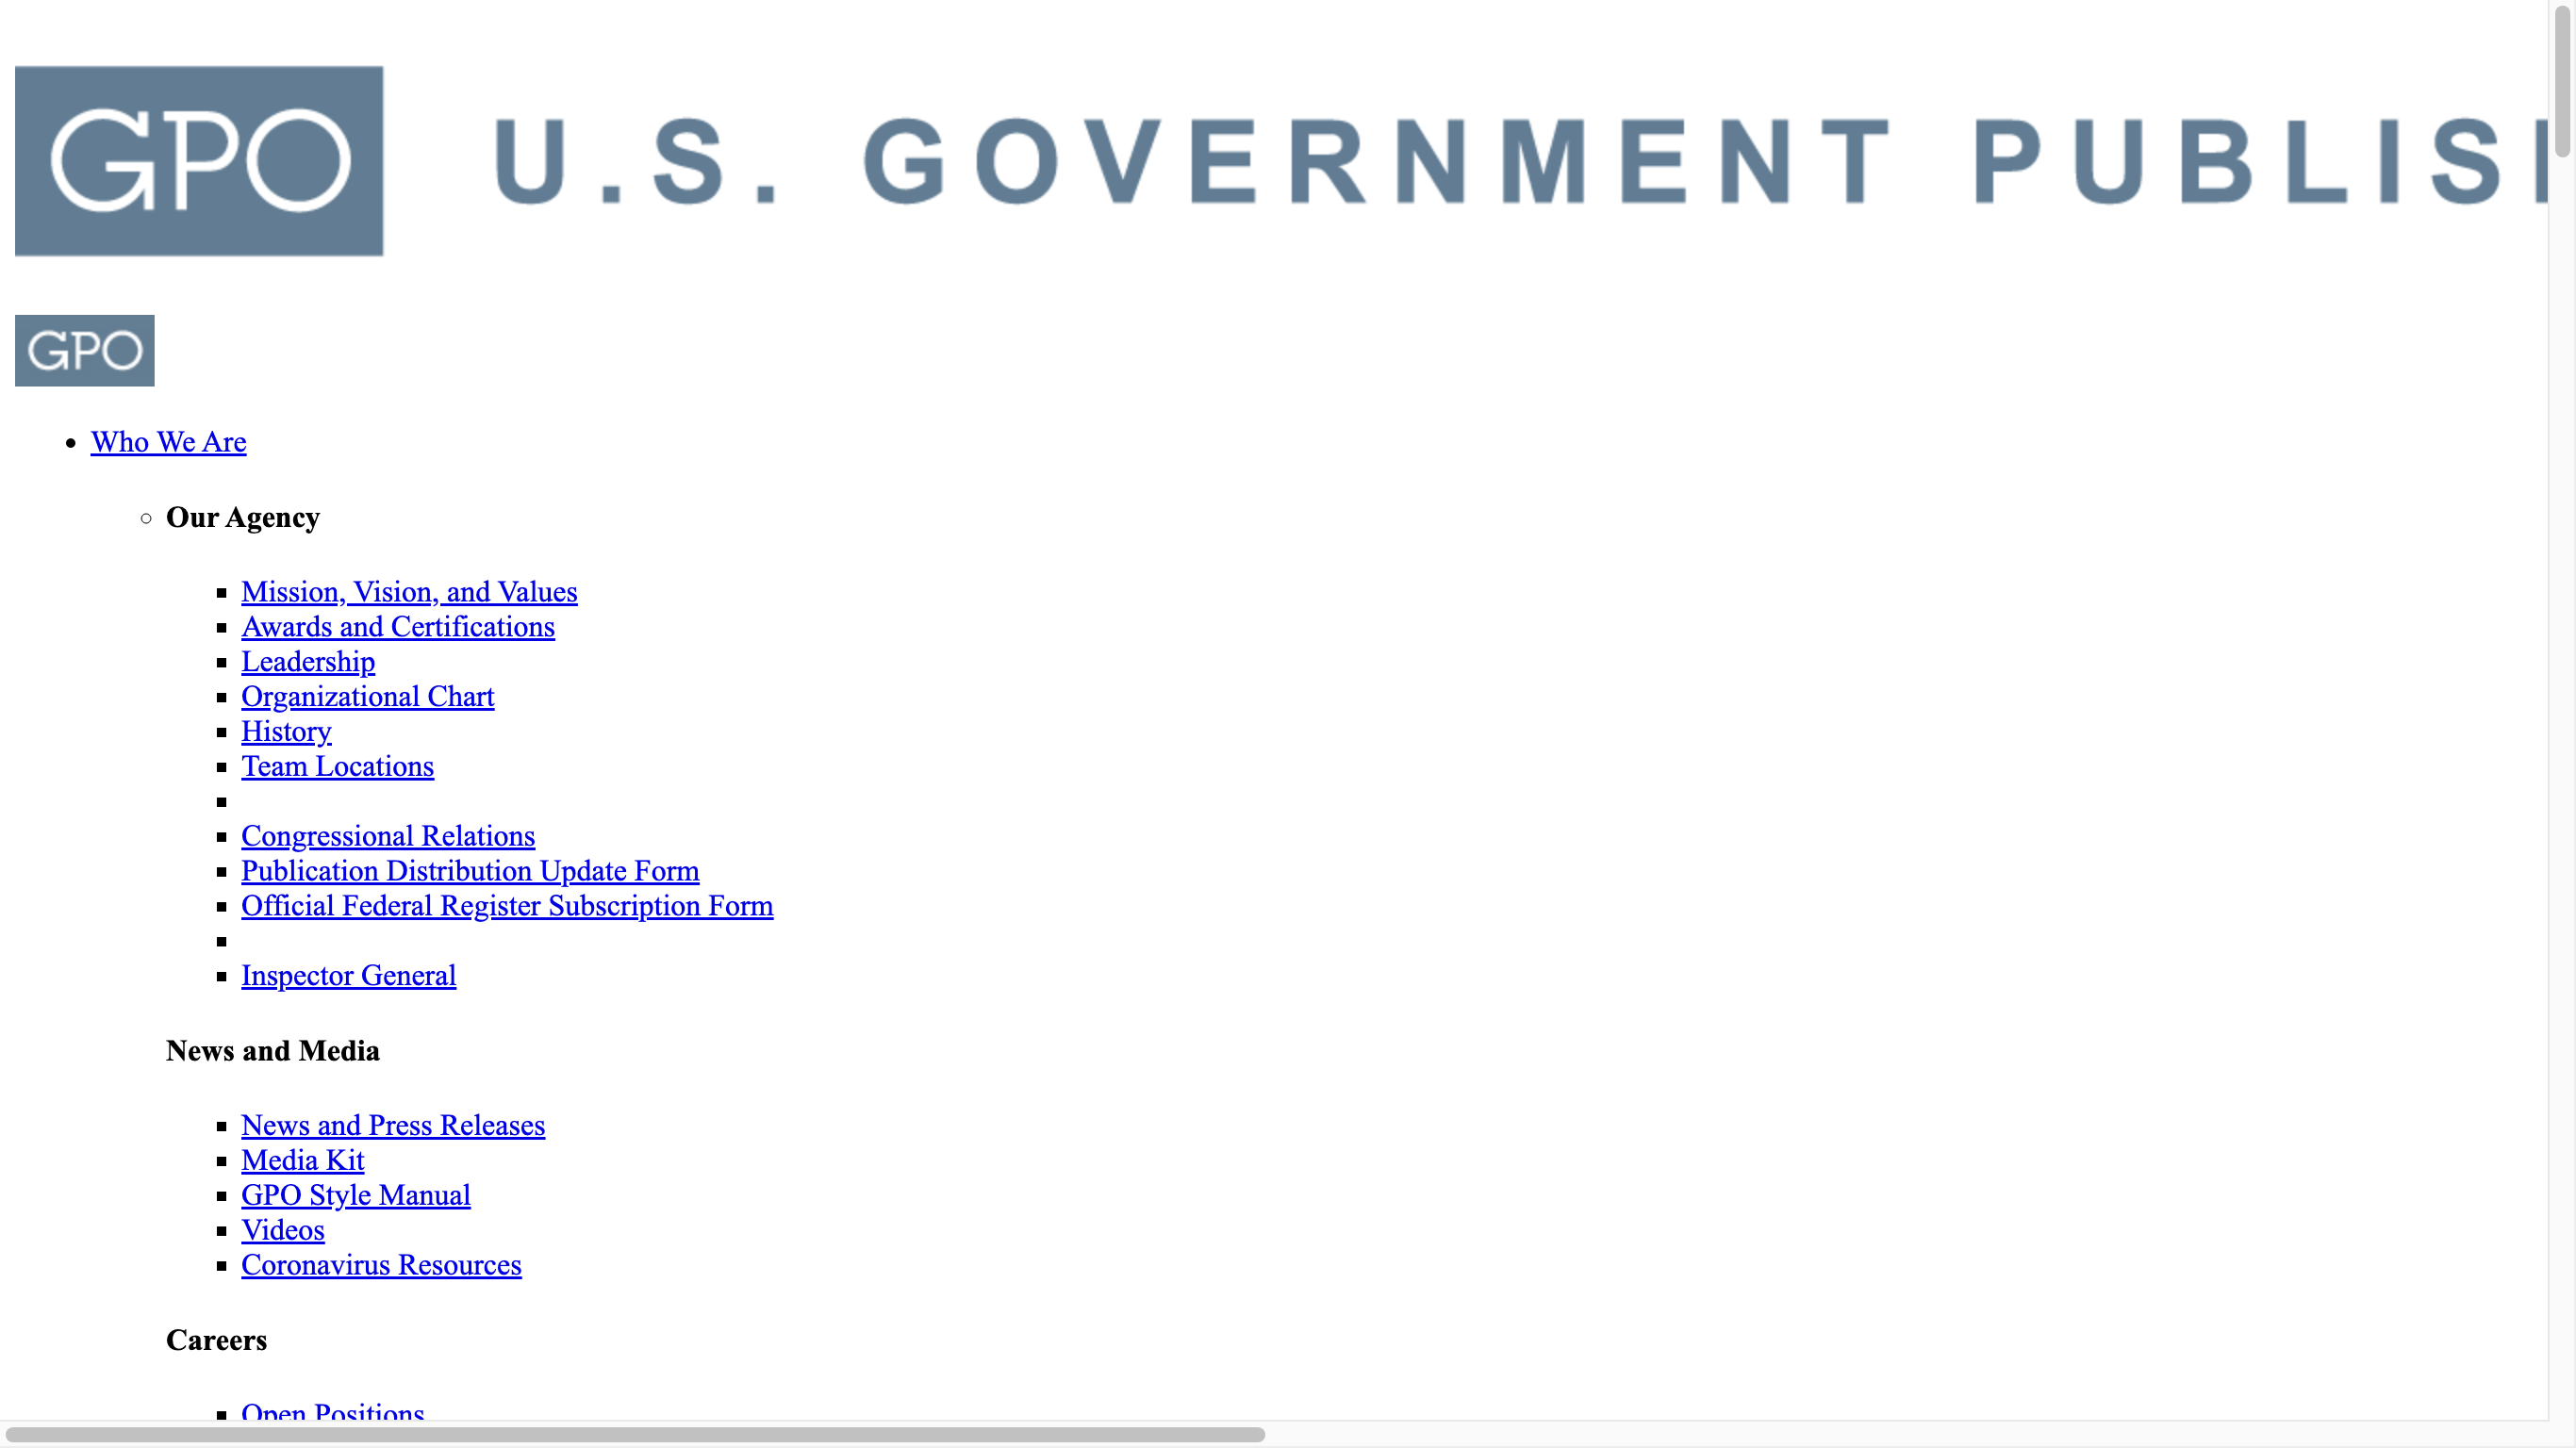 GPO U.S. GOVERNMENT PUBLIS
GPO
Who We Are
Our Agency
Mission, Vision, and Values
Awards and Certifications
Leadership
Organizational Chart
History
Team Locations
Congressional Relations
Publication Distribution Update Form
Official Federal Register Subscription Form
Inspector General
News and Media
News and Press Releases
Media Kit
GPO Style Manual
Videos
Coronavirus Resources
Careers
Open Positions